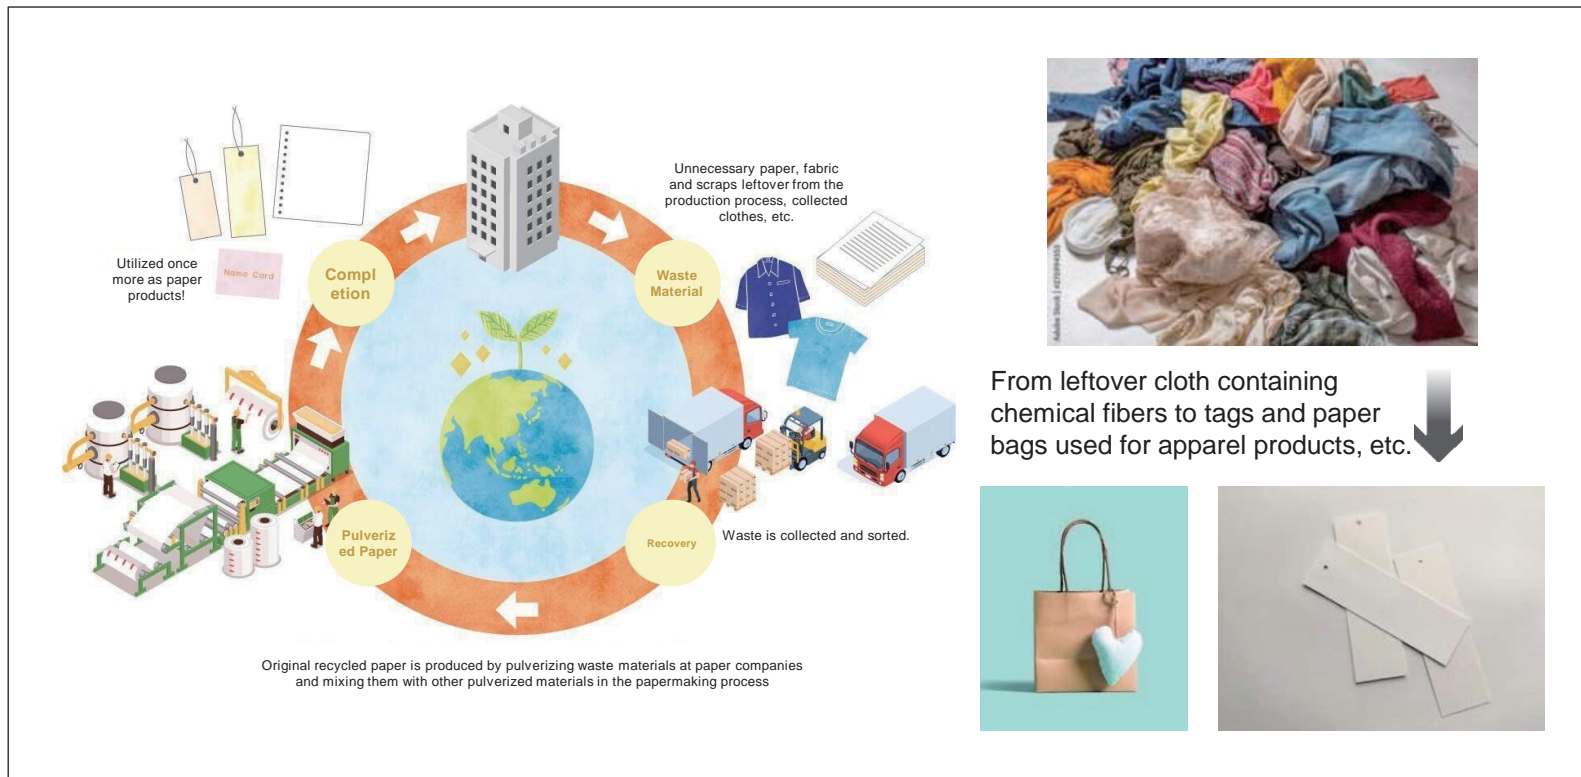 Unnecessary paper, fabric
and scraps leftover from the
production process, collected
clothes, etc.
Utilized once
more as paper
products!
Name Card
Compl
etion
Waste
Material
Pulveriz
ed Paper
Recovery
Waste is collected and sorted.
Original recycled paper is produced by pulverizing waste materials at paper companies
and mixing them with other pulverized materials in the papermaking process
Adobe Stock | #275994353
From leftover cloth containing
chemical fibers to tags and paper
bags used for apparel products, etc.